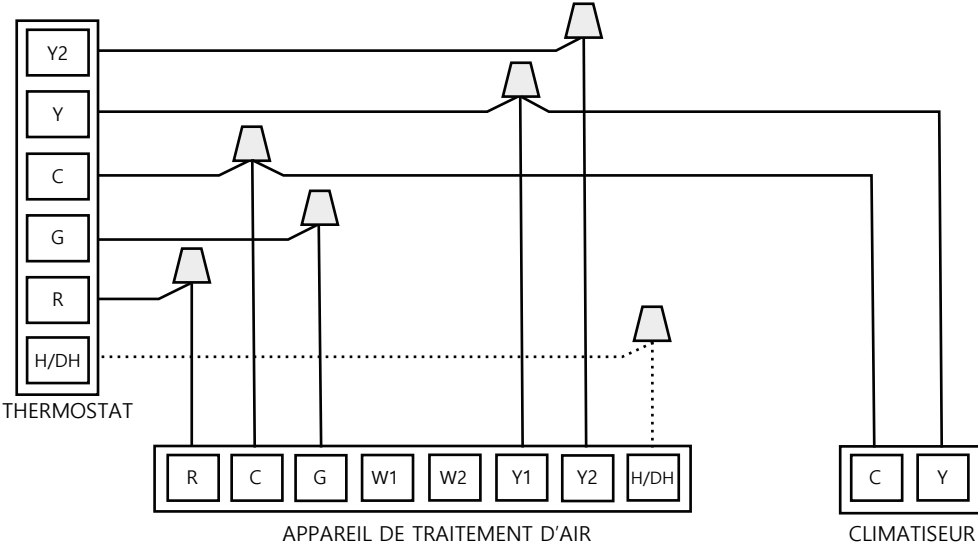 Y2
Y
C
G
R
H/DH
THERMOSTAT
R C G W1 W2 Y1 Y2 H/DH
APPAREIL DE TRAITEMENT D'AIR
C Y
CLIMATISEUR